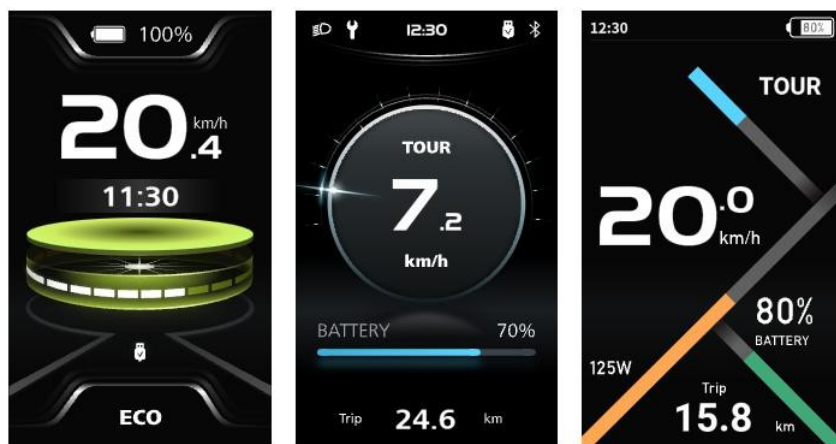 100%
20.4 km/h
11:30
ECO
12:30
TOUR
7.2
km/h
BATTERY 70%
Trip 24.6 km
12:30 80%
TOUR
20.0 km/h
80%
BATTERY
125W
Trip
15.8 km